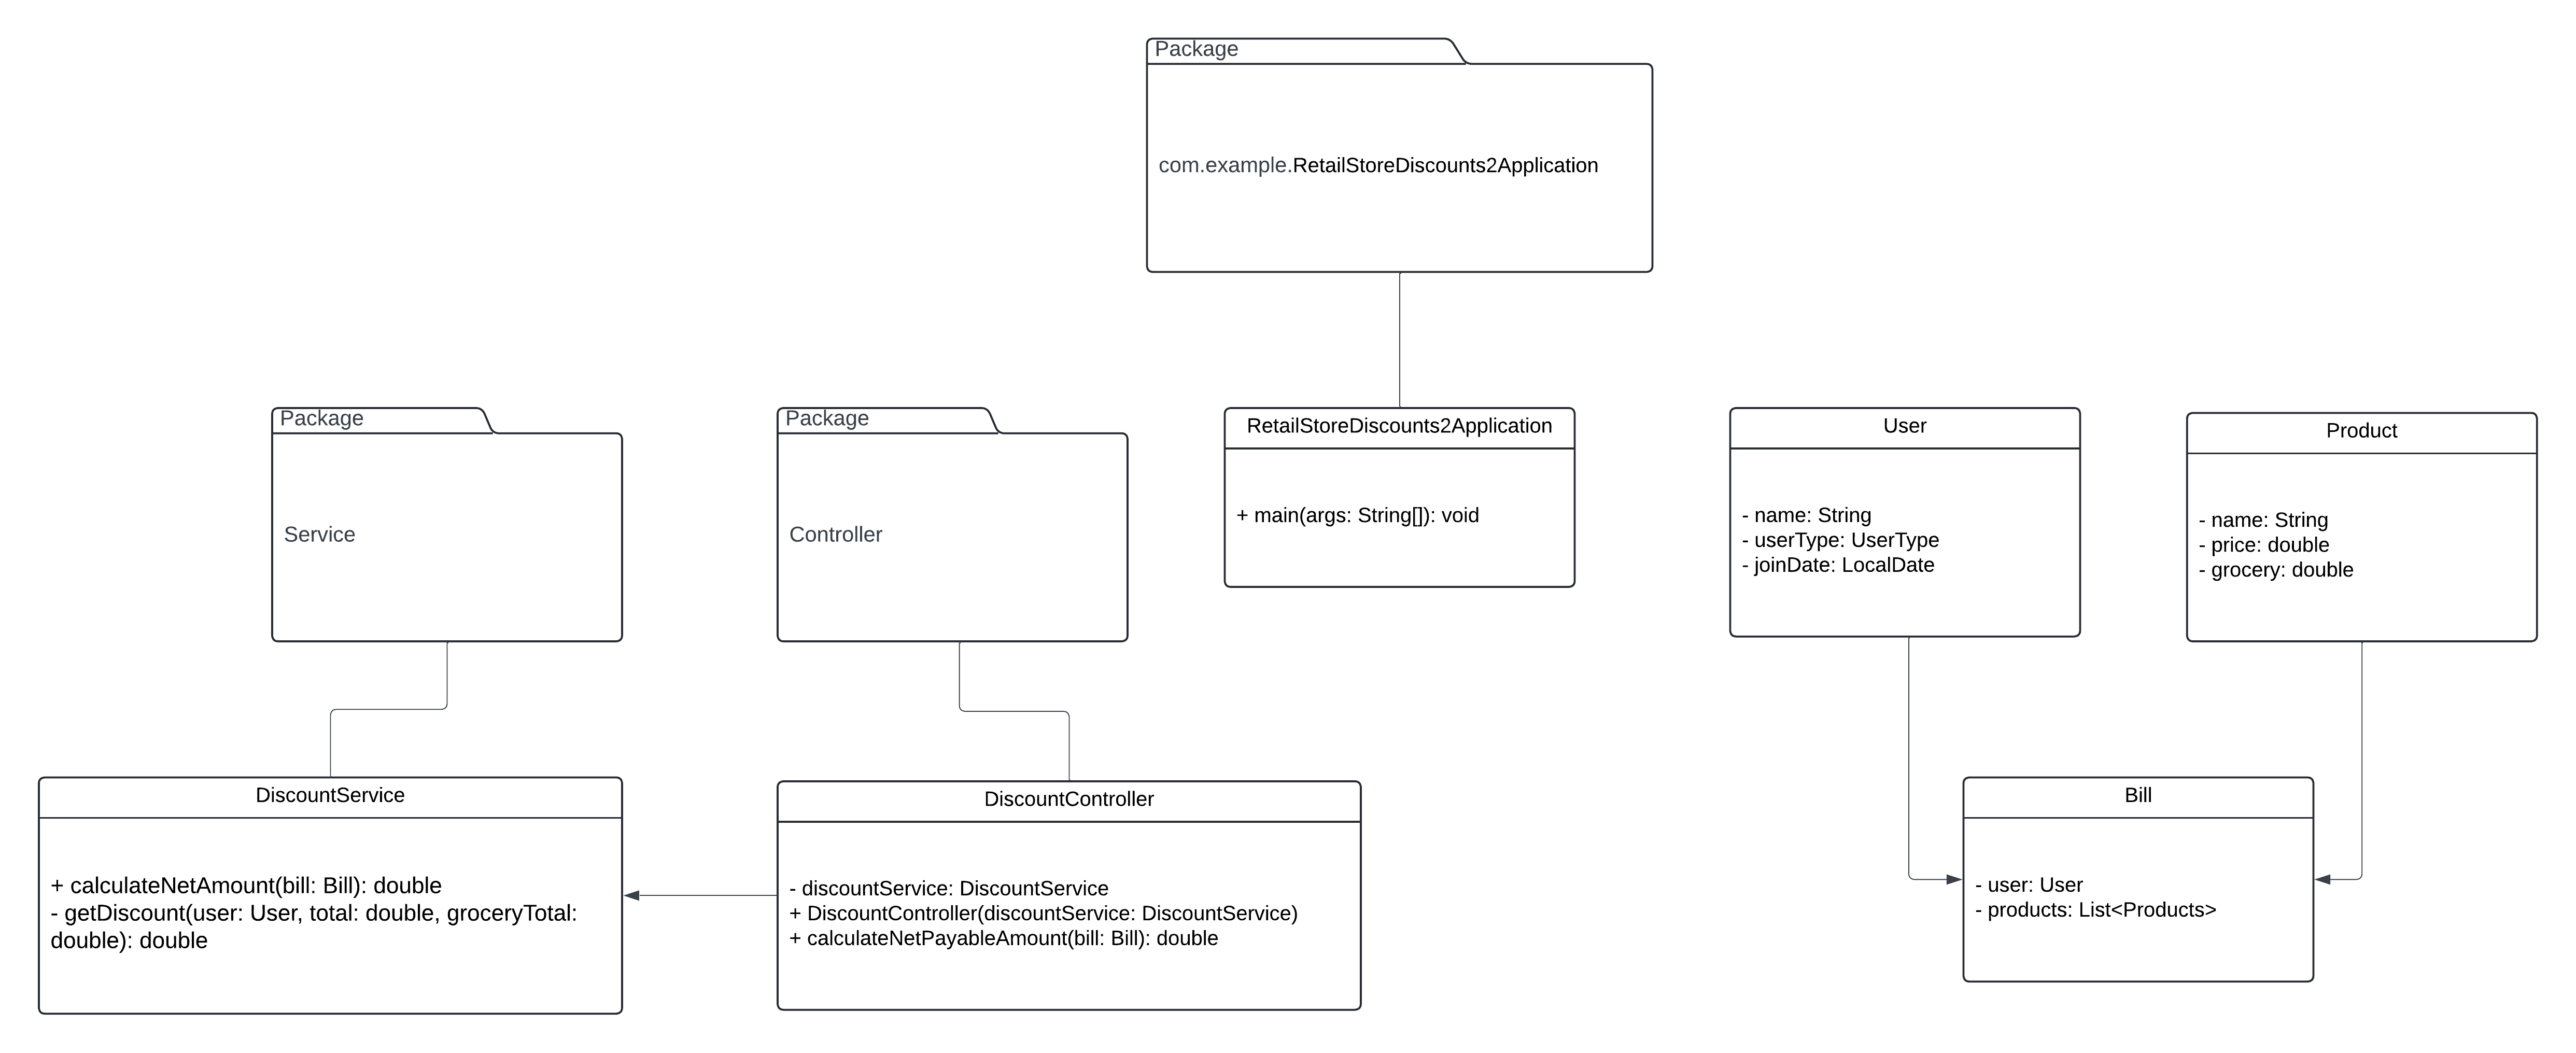 Package
com.example.RetailStoreDiscounts2Application
Package
Service
Package
Controller
RetailStoreDiscounts2Application
+ main(args: String[]): void
User
- name: String
- userType: UserType
- joinDate: LocalDate
Product
- name: String
- price: double
- grocery: double
DiscountService
+ calculateNetAmount(bill: Bill): double
- getDiscount(user: User, total: double, groceryTotal:
double): double
DiscountController
- discountService: DiscountService
+ DiscountController(discountService: DiscountService)
+ calculateNetPayableAmount(bill: Bill): double
Bill
- user: User
- products: List<Products>